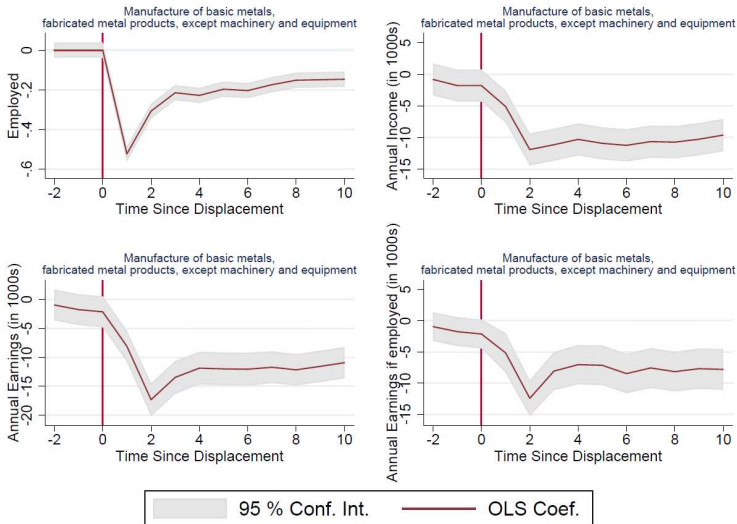 Manufacture of basic metals,
fabricated metal products, except machinery and equipment
Employed
0
-.2
-.4
-.6
-2 0 2 4 6 8 10
Time Since Displacement
Manufacture of basic metals,
fabricated metal products, except machinery and equipment
Annual Income (in 1000s)
5
0
-5
-10
-15
-2 0 2 4 6 8 10
Time Since Displacement
Manufacture of basic metals,
fabricated metal products, except machinery and equipment
Annual Earnings (in 1000s)
0
-5
-10
-15
-20
-2 0 2 4 6 8 10
Time Since Displacement
Manufacture of basic metals,
fabricated metal products, except machinery and equipment
Annual Earnings if employed (in 1000s)
5
0
-5
-10
-15
-2 0 2 4 6 8 10
Time Since Displacement
95 % Conf. Int. OLS Coef.